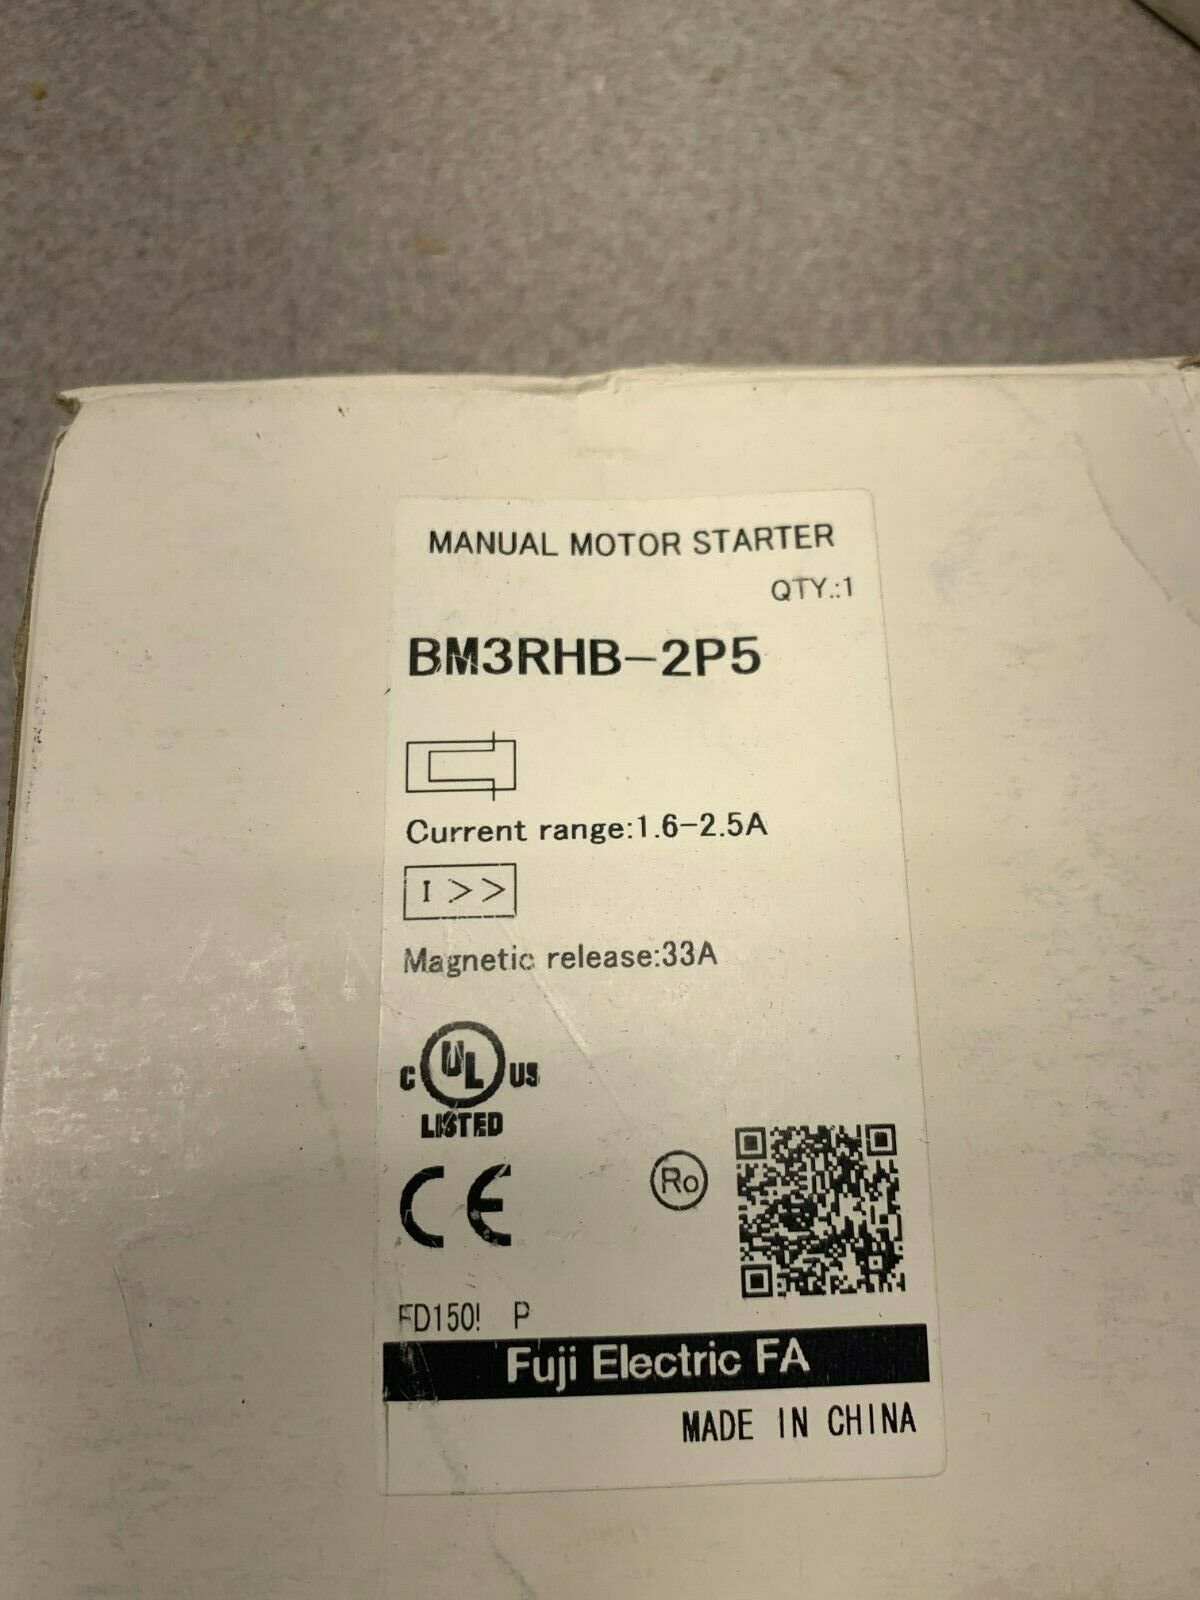 MANUAL MOTOR STARTER
QTY.:1
BM3RHB-2P5
Current range:1.6-2.5A
I >>
Magnetic release:33A
C UL US
LISTED
CE
Ro
P
Fuji Electric FA
MADE IN CHINA